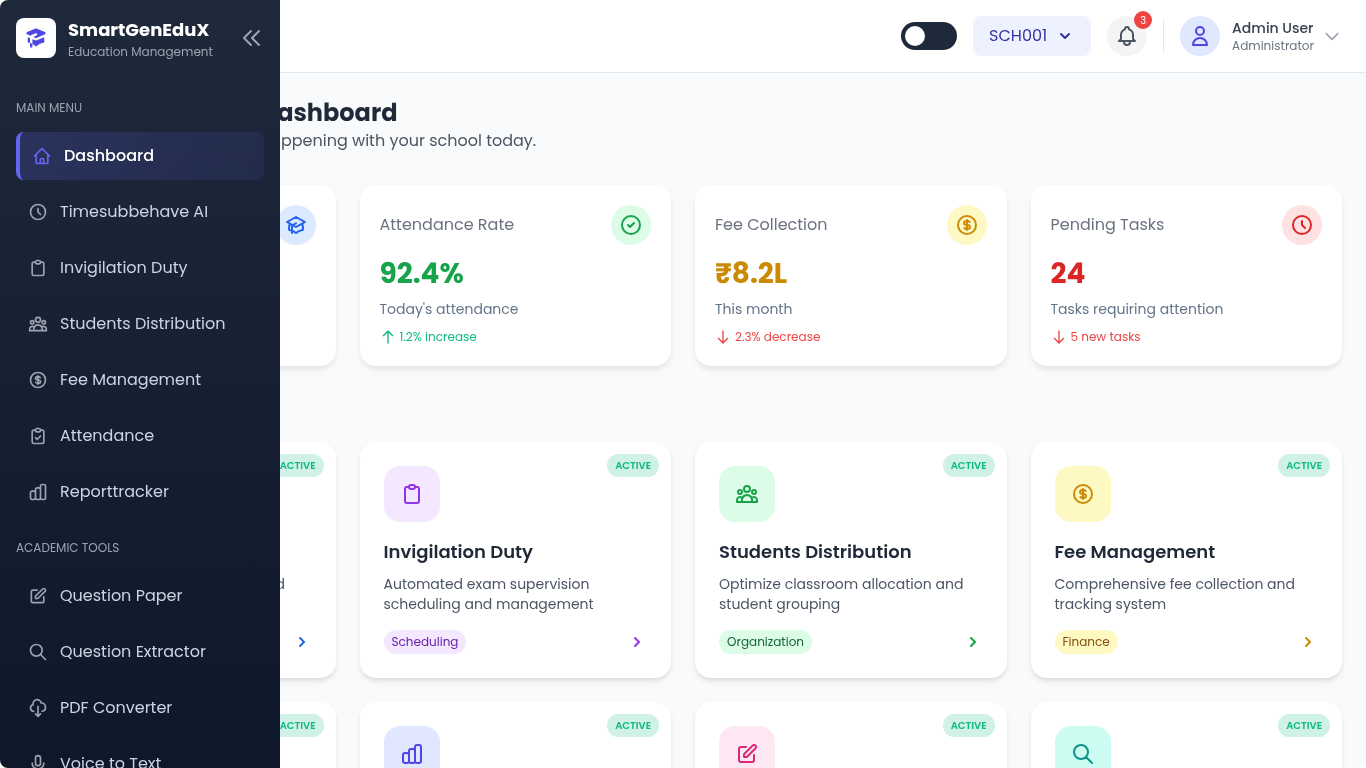 SmartGenEduX
Education Management
MAIN MENU
Dashboard
Timesubbehave AI
Invigilation Duty
Students Distribution
Fee Management
Attendance
Reporttracker
ACADEMIC TOOLS
Question Paper
Question Extractor
PDF Converter
Voice to Text
SCH001
3
Admin User
Administrator
ashboard
ppening with your school today.
Attendance Rate
92.4%
Today's attendance
1.2% increase
Fee Collection
₹8.2L
This month
2.3% decrease
Pending Tasks
24
Tasks requiring attention
5 new tasks
ACTIVE
d
ACTIVE
Invigilation Duty
Automated exam supervision
scheduling and management
Scheduling
ACTIVE
Students Distribution
Optimize classroom allocation and
student grouping
Organization
ACTIVE
Fee Management
Comprehensive fee collection and
tracking system
Finance
ACTIVE
ACTIVE
ACTIVE
ACTIVE